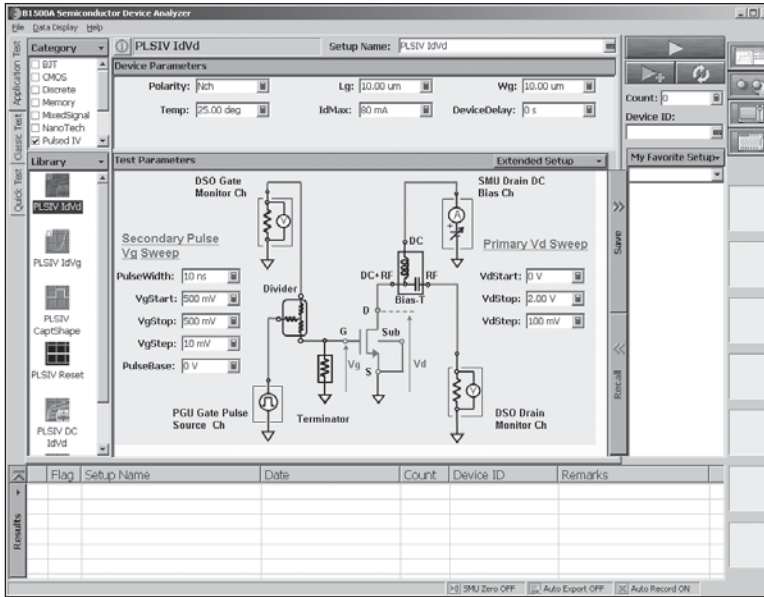 B1500A Semiconductor Device Analyzer
File Data Display Help
Application Test
Classic Test
Quick Test
Category
BJT
CMOS
Discrete
Memory
MixedSignal
NanoTech
Pulsed IV
Library
PLSIV IdVd
PLSIV IdVg
PLSIV
CaptShape
PLSIV Reset
PLSIV DC
IdVd
PLSIV IdVd
Setup Name: PLSIV IdVd
Device Parameters
Polarity: Nch
Lg: 10.00 um
Wg: 10.00 um
Temp: 25.00 deg
IdMax: 80 mA
DeviceDelay: 0 s
Test Parameters
Extended Setup
DSO Gate
Monitor Ch
V
SMU Drain DC
Bias Ch
A
Secondary Pulse
Vg Sweep
PulseWidth: 10 ns
VgStart: 500 mV
VgStop: 500 mV
VgStep: 10 mV
PulseBase: 0 V
Divider
DC
DC+RF
RF
Bias-T
Primary Vd Sweep
VdStart: 0 V
VdStop: 2.00 V
VdStep: 100 mV
D
G
Sub
S
Vg
Vd
PGU Gate Pulse
Source Ch
Terminator
V
DSO Drain
Monitor Ch
Save
Recall
Count: 0
Device ID:
My Favorite Setup
Results
Flag Setup Name Date Count Device ID Remarks
SMU Zero OFF Auto Export OFF Auto Record ON